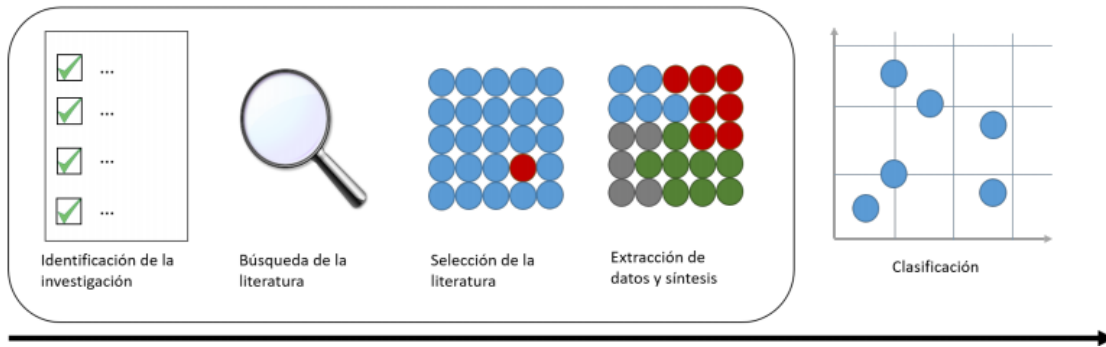 ...
...
...
...
Identificación de la
investigación
Búsqueda de la
literatura
Selección de la
literatura
Extracción de
datos y síntesis
Clasificación